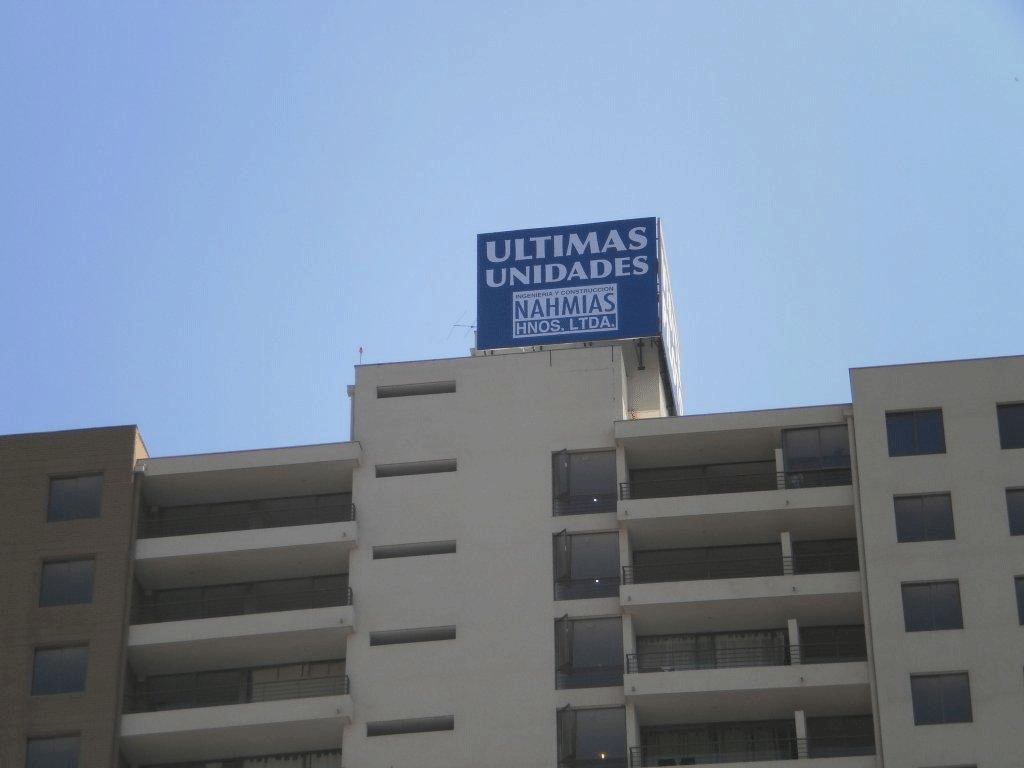 ULTIMAS
UNIDADES
INGENIERIA Y CONSTRUCCION
NAHMIAS
HNOS. LTDA.